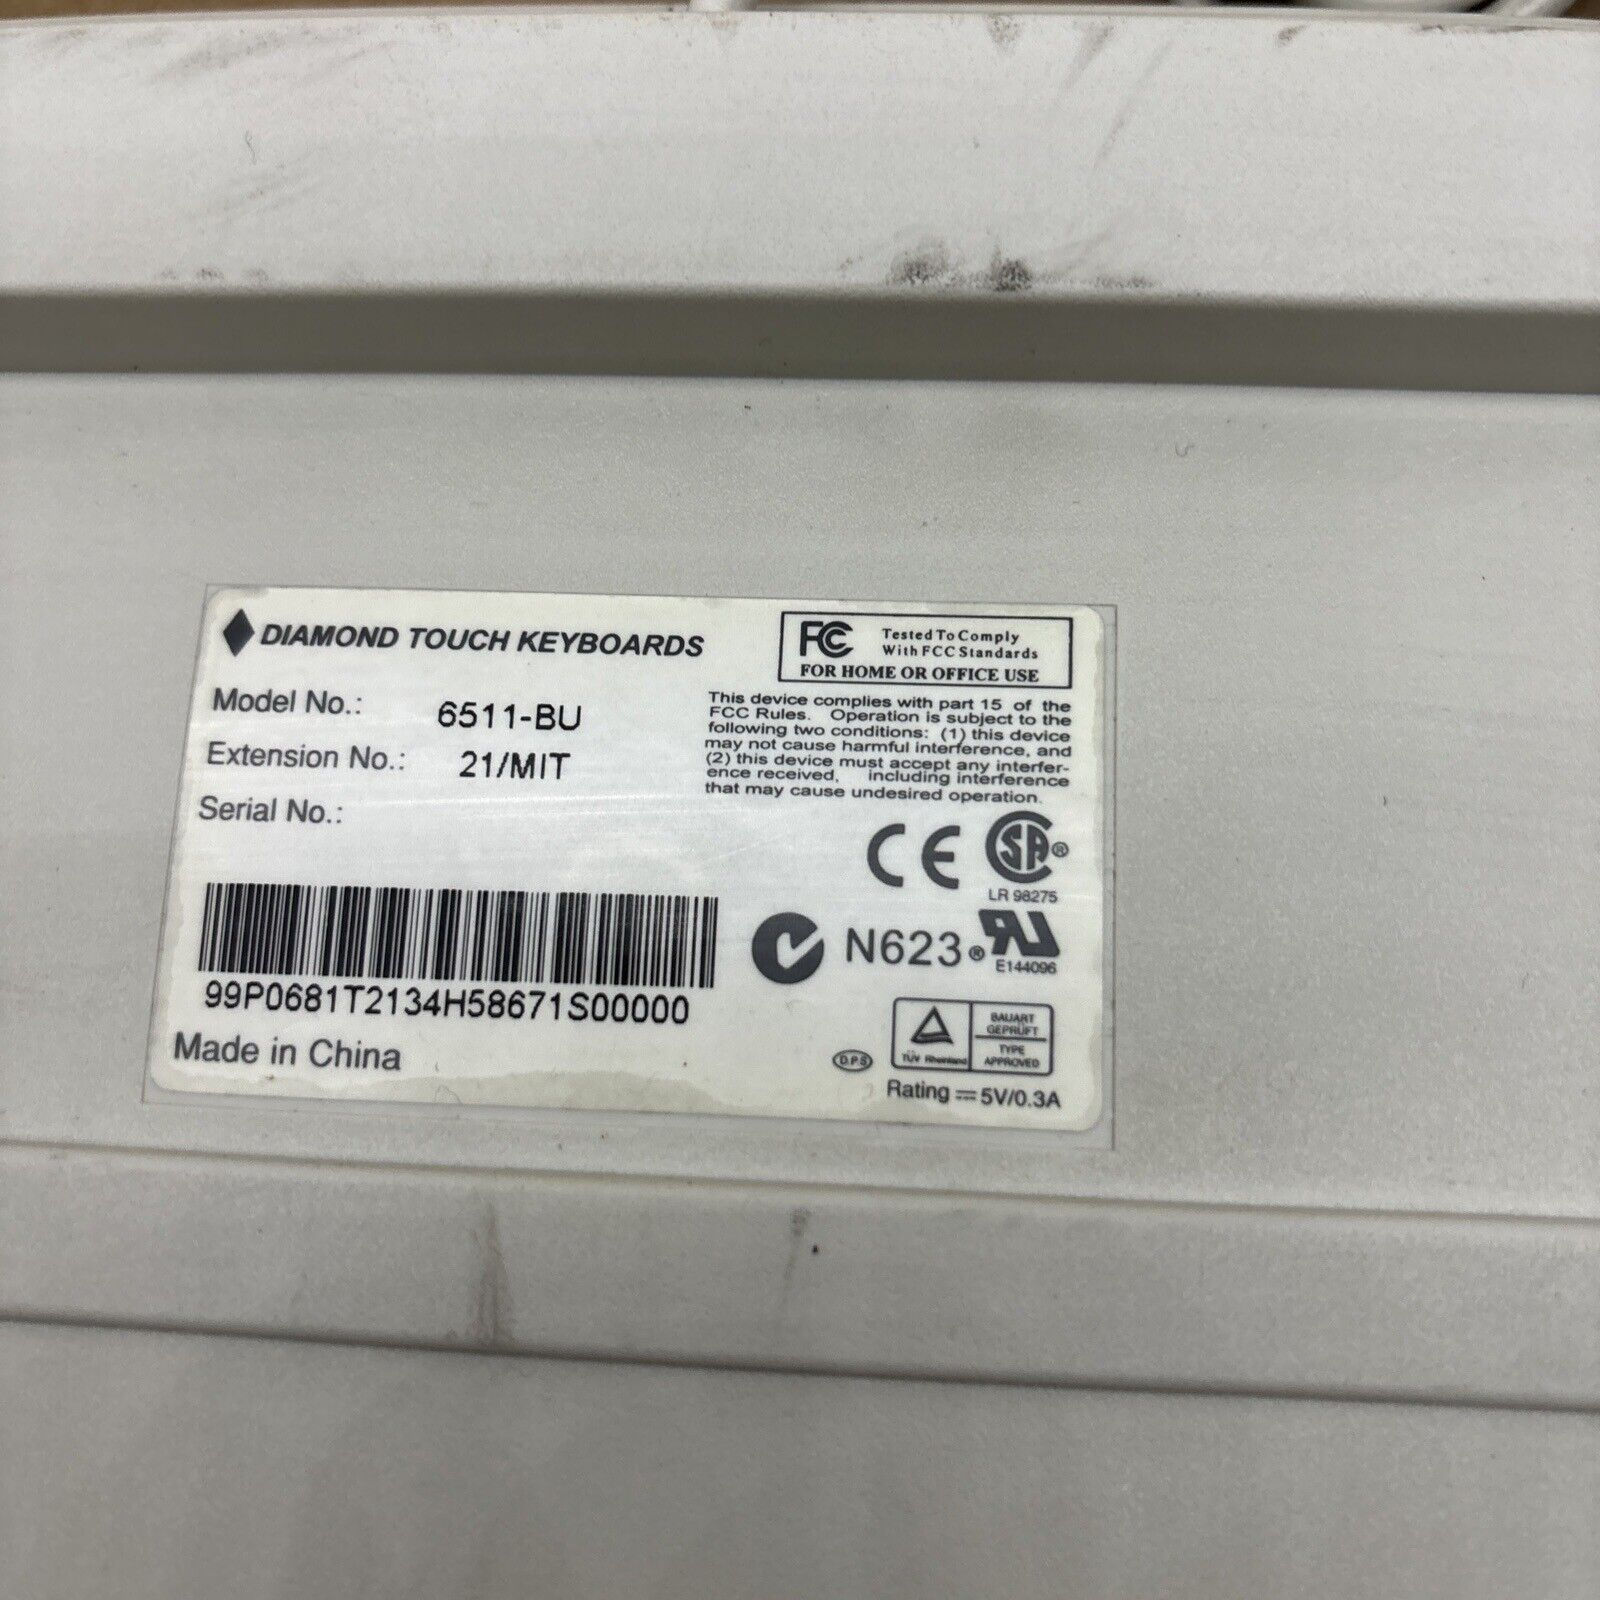 DIAMOND TOUCH KEYBOARDS
Model No.: 6511-BU
Extension No.: 21/MIT
Serial No.:
99P0681T2134H58671S00000
Made in China
FC Tested To Comply
With FCC Standards
FOR HOME OR OFFICE USE
This device complies with part 15 of the
FCC Rules. Operation is subject to the
following two conditions: (1) this device
may not cause harmful interference, and
(2) this device must accept any interfer-
ence received, including interference
that may cause undesired operation.
CE SA ®
LR 98275
N623 ® RU
E144096
D.P.S
TÜV Rheinland
BAUART
GEPRÜFT
TYPE
APPROVED
Rating ⎓ 5V/0.3A